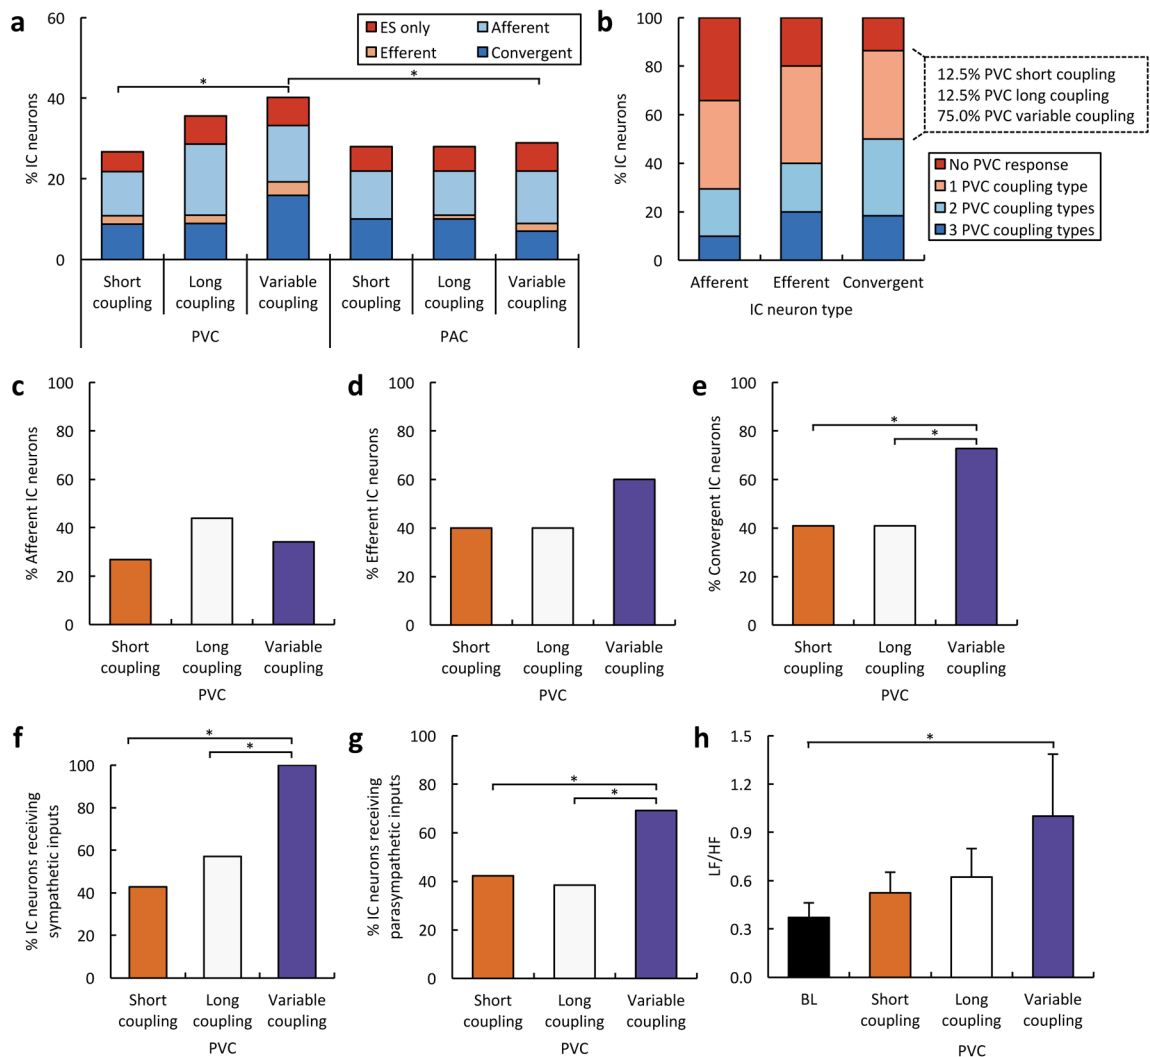 a
60
40
20
0
% IC neurons
ES only
Afferent
Efferent
Convergent
*
*
Short coupling
Long coupling
Variable coupling
Short coupling
Long coupling
Variable coupling
PVC
PAC
b
100
80
60
40
20
0
% IC neurons
Afferent
Efferent
Convergent
IC neuron type
12.5% PVC short coupling
12.5% PVC long coupling
75.0% PVC variable coupling
No PVC response
1 PVC coupling type
2 PVC coupling types
3 PVC coupling types
c
100
80
60
40
20
0
% Afferent IC neurons
Short coupling
Long coupling
Variable coupling
PVC
d
100
80
60
40
20
0
% Efferent IC neurons
Short coupling
Long coupling
Variable coupling
PVC
e
100
80
60
40
20
0
% Convergent IC neurons
*
*
Short coupling
Long coupling
Variable coupling
PVC
f
100
80
60
40
20
0
% IC neurons receiving
sympathetic inputs
*
*
Short coupling
Long coupling
Variable coupling
PVC
g
100
80
60
40
20
0
% IC neurons receiving
parasympathetic inputs
*
*
Short coupling
Long coupling
Variable coupling
PVC
h
1.5
1.2
0.9
0.6
0.3
0.0
LF/HF
*
BL
Short coupling
Long coupling
Variable coupling
PVC